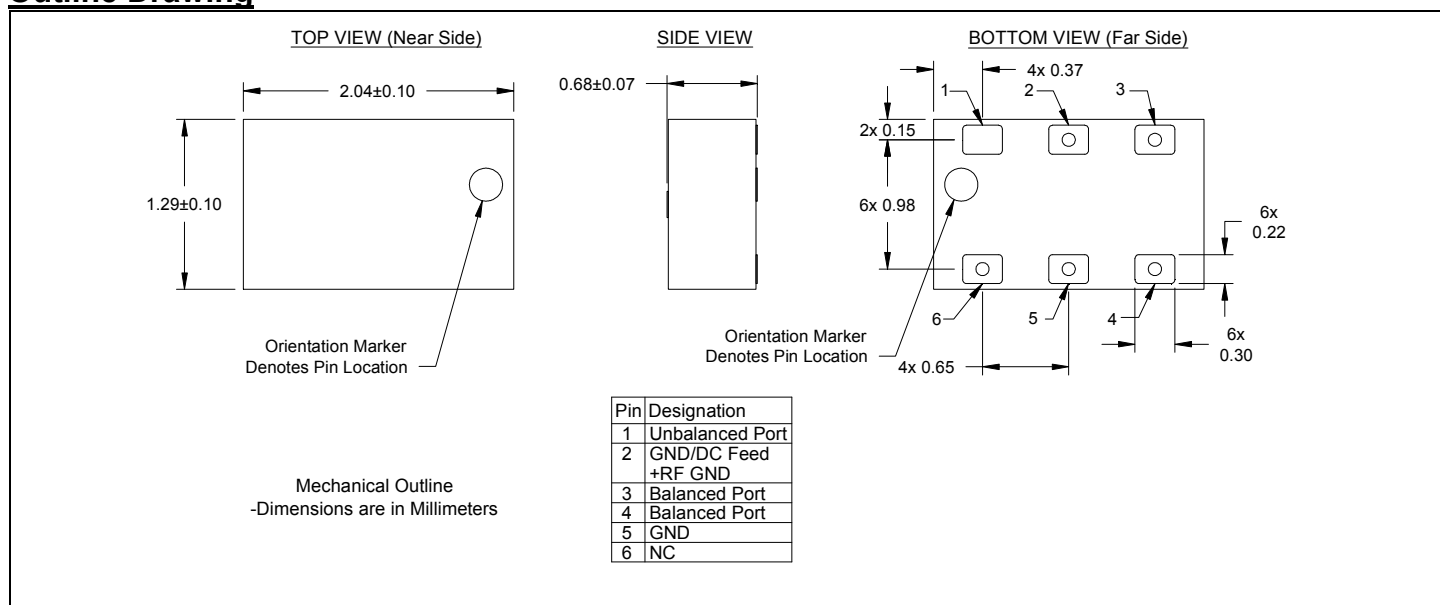 Outline Drawing
TOP VIEW (Near Side)
2.04±0.10
1.29±0.10
Orientation Marker
Denotes Pin Location
SIDE VIEW
0.68±0.07
BOTTOM VIEW (Far Side)
4x 0.37
1
2
3
2x 0.15
6x 0.98
6x
0.22
6
5
4
6x
0.30
4x 0.65
Orientation Marker
Denotes Pin Location
Mechanical Outline
-Dimensions are in Millimeters
Pin Designation
1 Unbalanced Port
2 GND/DC Feed
+RF GND
3 Balanced Port
4 Balanced Port
5 GND
6 NC